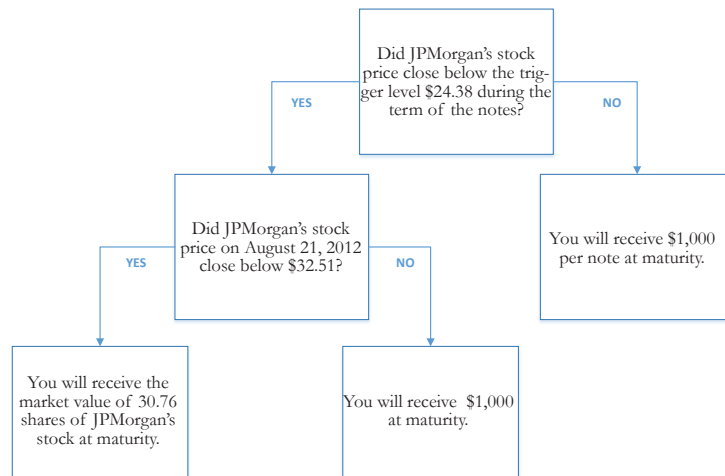 Did JPMorgan's stock
price close below the trig-
ger level $24.38 during the
term of the notes?
YES
NO
Did JPMorgan's stock
price on August 21, 2012
close below $32.51?
You will receive $1,000
per note at maturity.
YES
NO
You will receive the
market value of 30.76
shares of JPMorgan's
stock at maturity.
You will receive $1,000
at maturity.